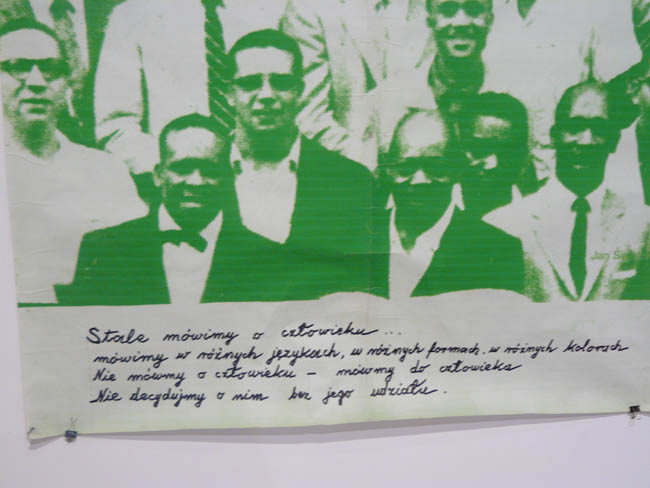 Jan
Stale mówimy o człowieku ...
mówimy w różnych językach, w różnych formach, w różnych kolorach
Nie mówmy o człowieku – mówmy do człowieka
Nie decydujmy o nim bez jego udziału.